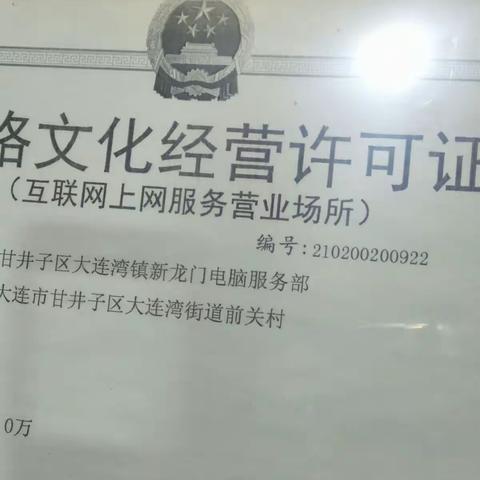 络文化经营许可证
（互联网上网服务营业场所）
编号:210200200922
甘井子区大连湾镇新龙门电脑服务部
大连市甘井子区大连湾街道前关村
0万